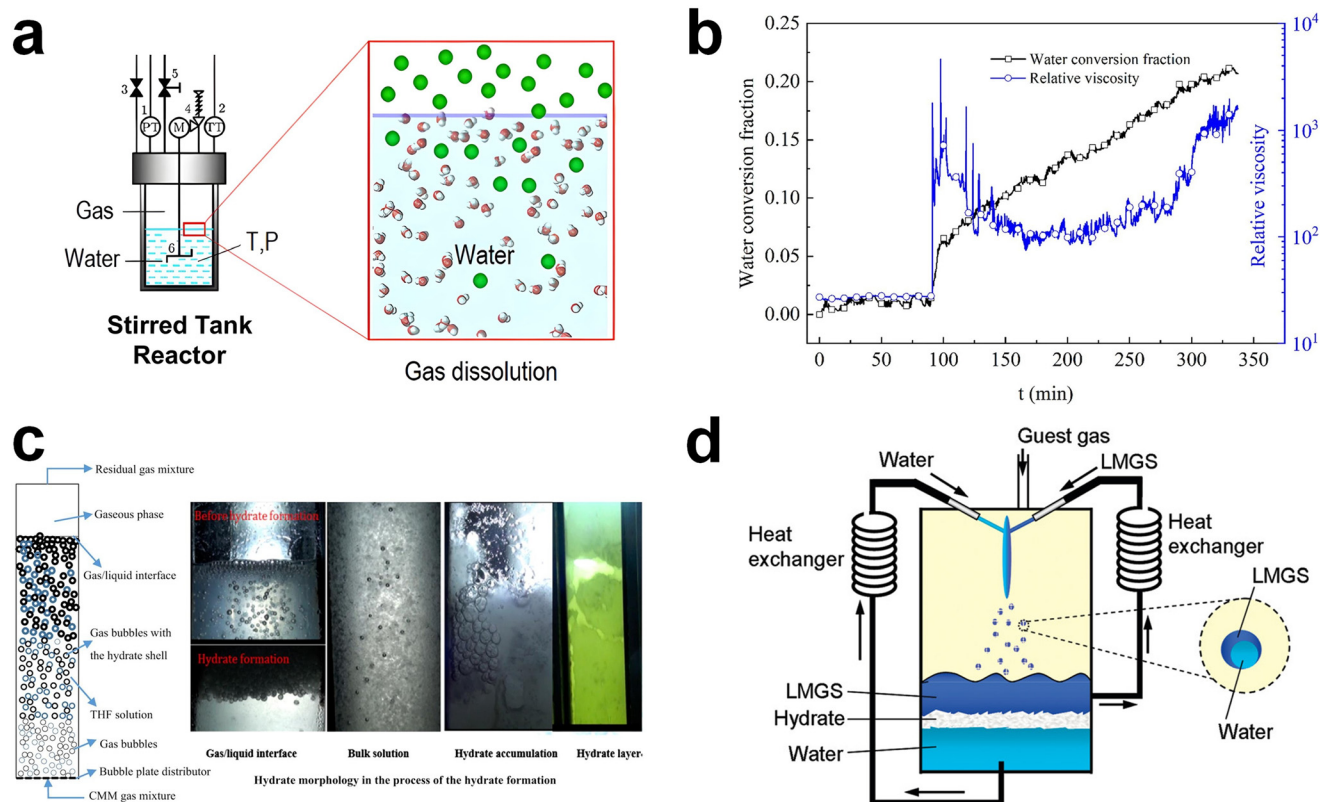 a
5
3
1
4
2
PT
M
TT
Gas
Water
6
T,P
Stirred Tank
Reactor
Water
Gas dissolution
b
Water conversion fraction
Relative viscosity
0.25
0.20
0.15
0.10
0.05
0.00
Water conversion fraction
10⁴
10³
10²
10¹
Relative viscosity
0
50
100
150
200
250
300
350
t (min)
c
Residual gas mixture
Gaseous phase
Gas/liquid interface
Gas bubbles with
the hydrate shell
THF solution
Gas bubbles
Bubble plate distributor
CMM gas mixture
Before hydrate formation
Hydrate formation
Gas/liquid interface
Bulk solution
Hydrate accumulation
Hydrate layer
Hydrate morphology in the process of the hydrate formation
d
Guest gas
Water
LMGS
Heat
exchanger
Heat
exchanger
LMGS
Water
LMGS
Hydrate
Water